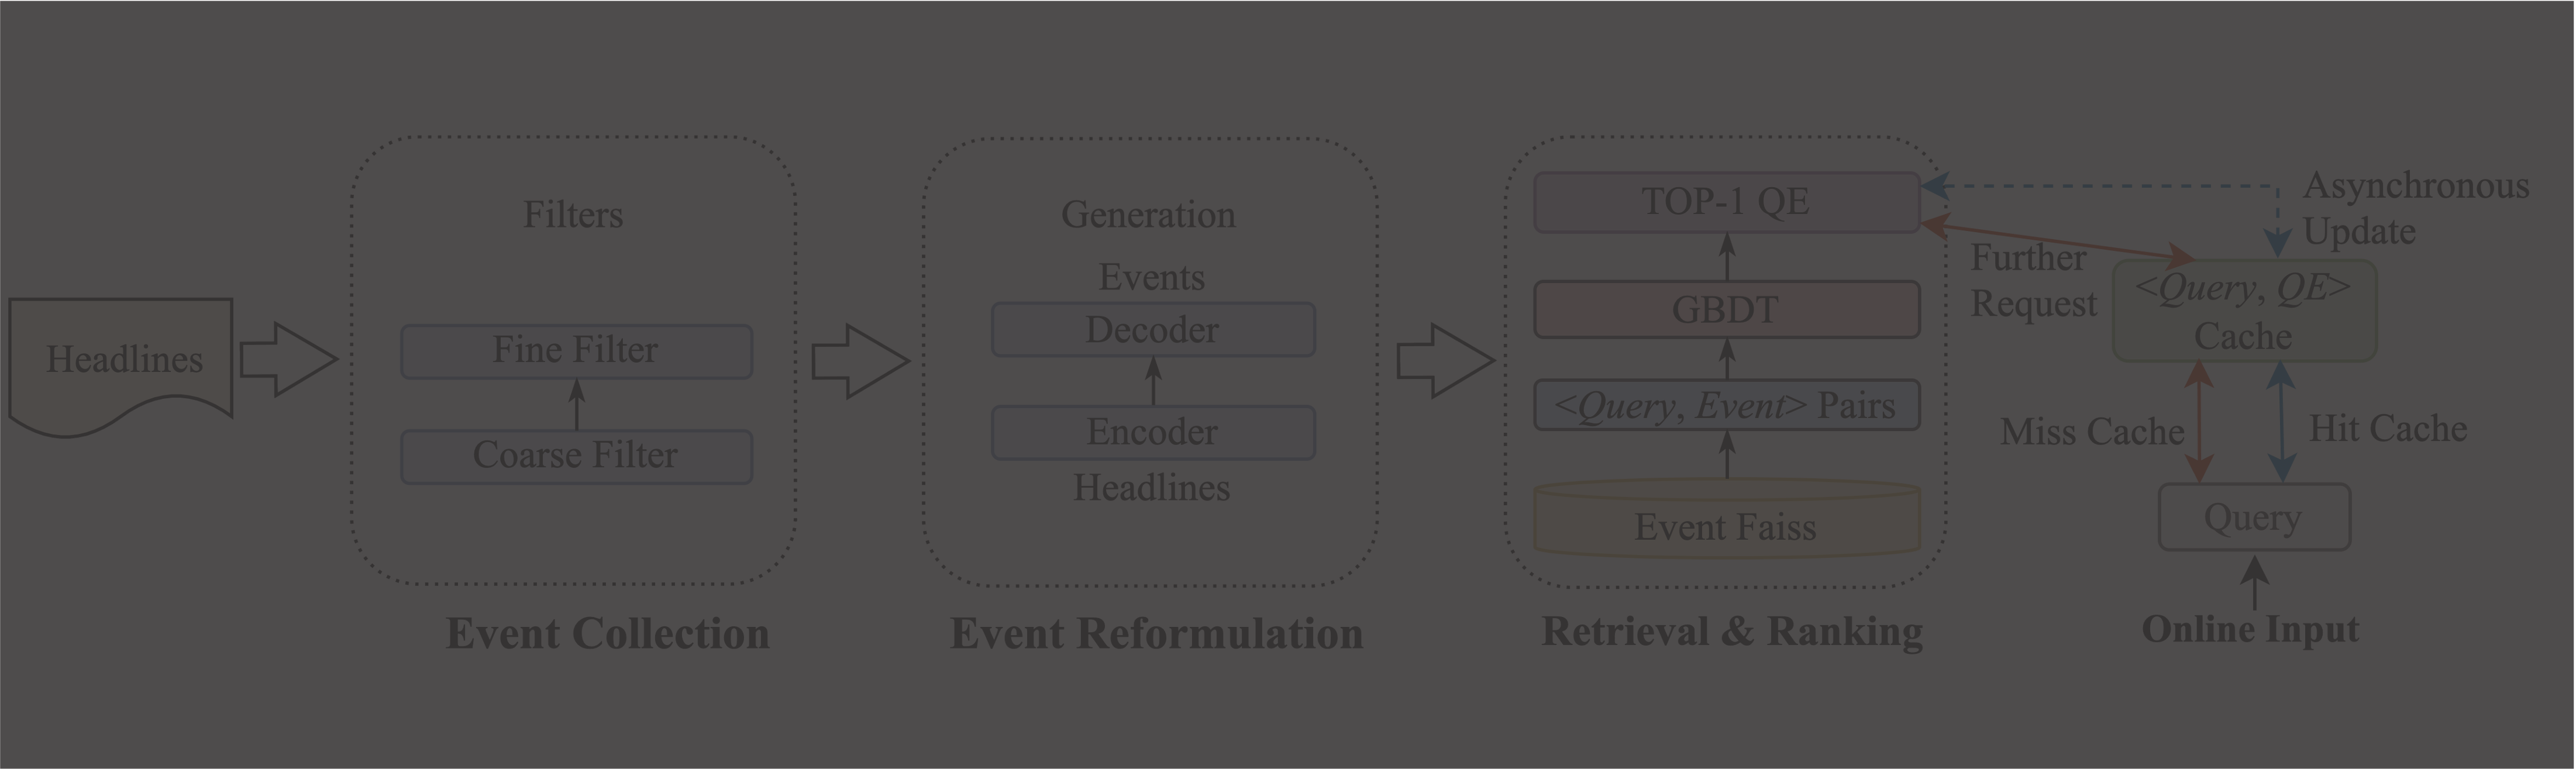 Headlines
Filters
Fine Filter
Coarse Filter
Event Collection
Generation
Events
Decoder
Encoder
Headlines
Event Reformulation
TOP-1 QE
GBDT
<Query, Event> Pairs
Event Faiss
Retrieval & Ranking
Asynchronous
Update
Further
Request
<Query, QE>
Cache
Miss Cache
Hit Cache
Query
Online Input